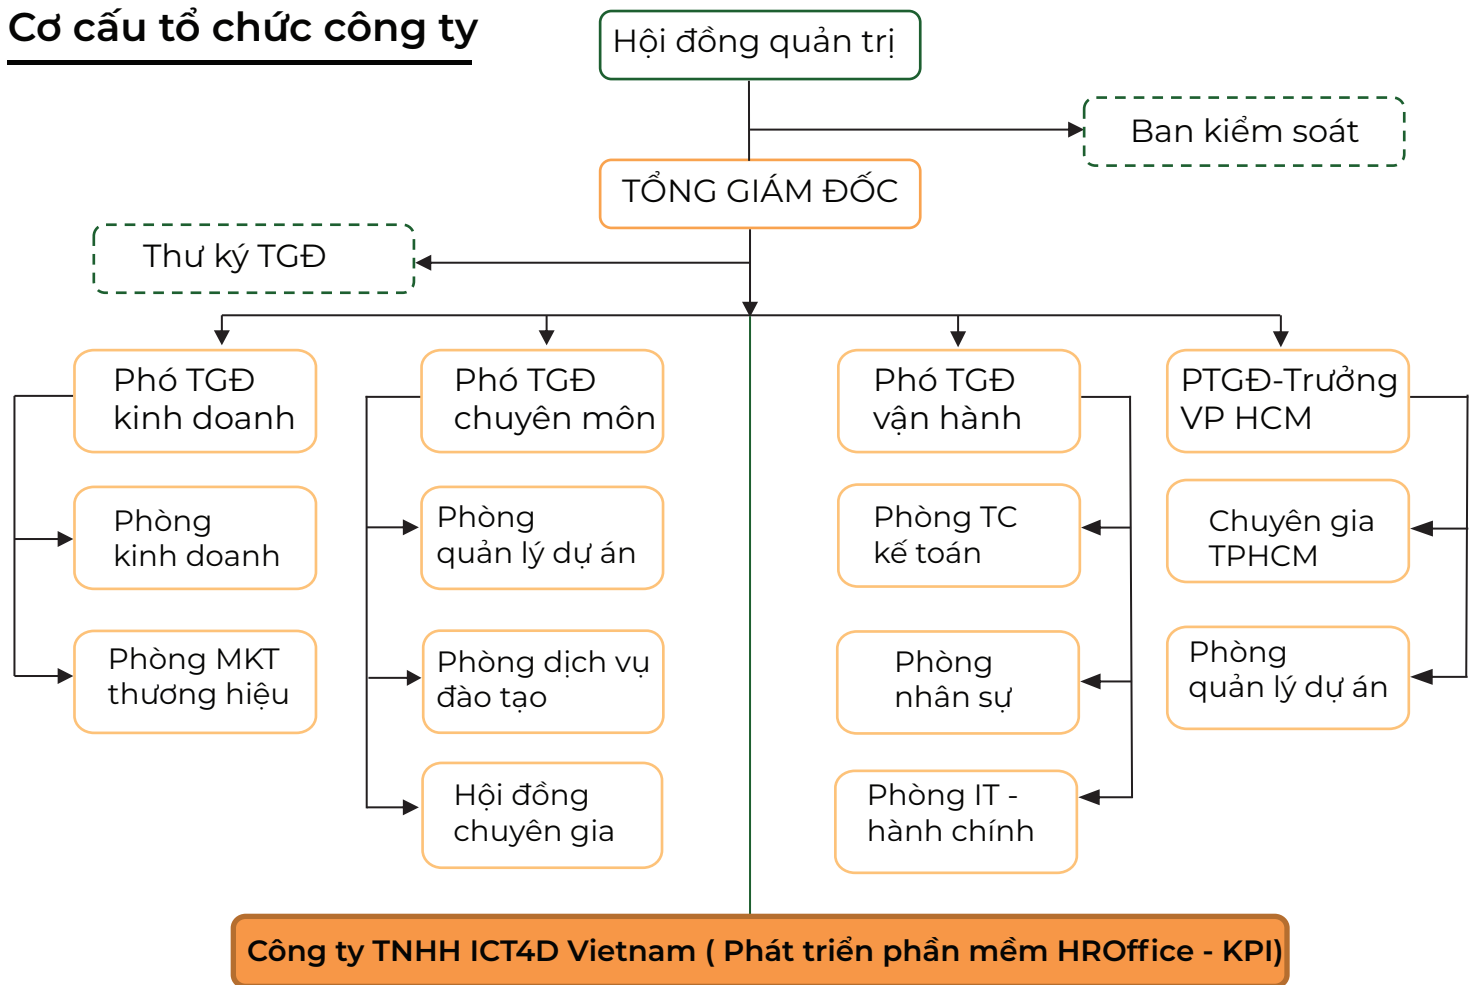 Cơ cấu tổ chức công ty
Hội đồng quản trị
Ban kiểm soát
TỔNG GIÁM ĐỐC
Thư ký TGĐ
Phó TGĐ
kinh doanh
Phó TGĐ
chuyên môn
Phó TGĐ
vận hành
PTGĐ-Trưởng
VP HCM
Phòng
kinh doanh
Phòng
quản lý dự án
Phòng TC
kế toán
Chuyên gia
TPHCM
Phòng MKT
thương hiệu
Phòng dịch vụ
đào tạo
Phòng
nhân sự
Phòng
quản lý dự án
Hội đồng
chuyên gia
Phòng IT -
hành chính
Công ty TNHH ICT4D Vietnam ( Phát triển phần mềm HROffice - KPI)